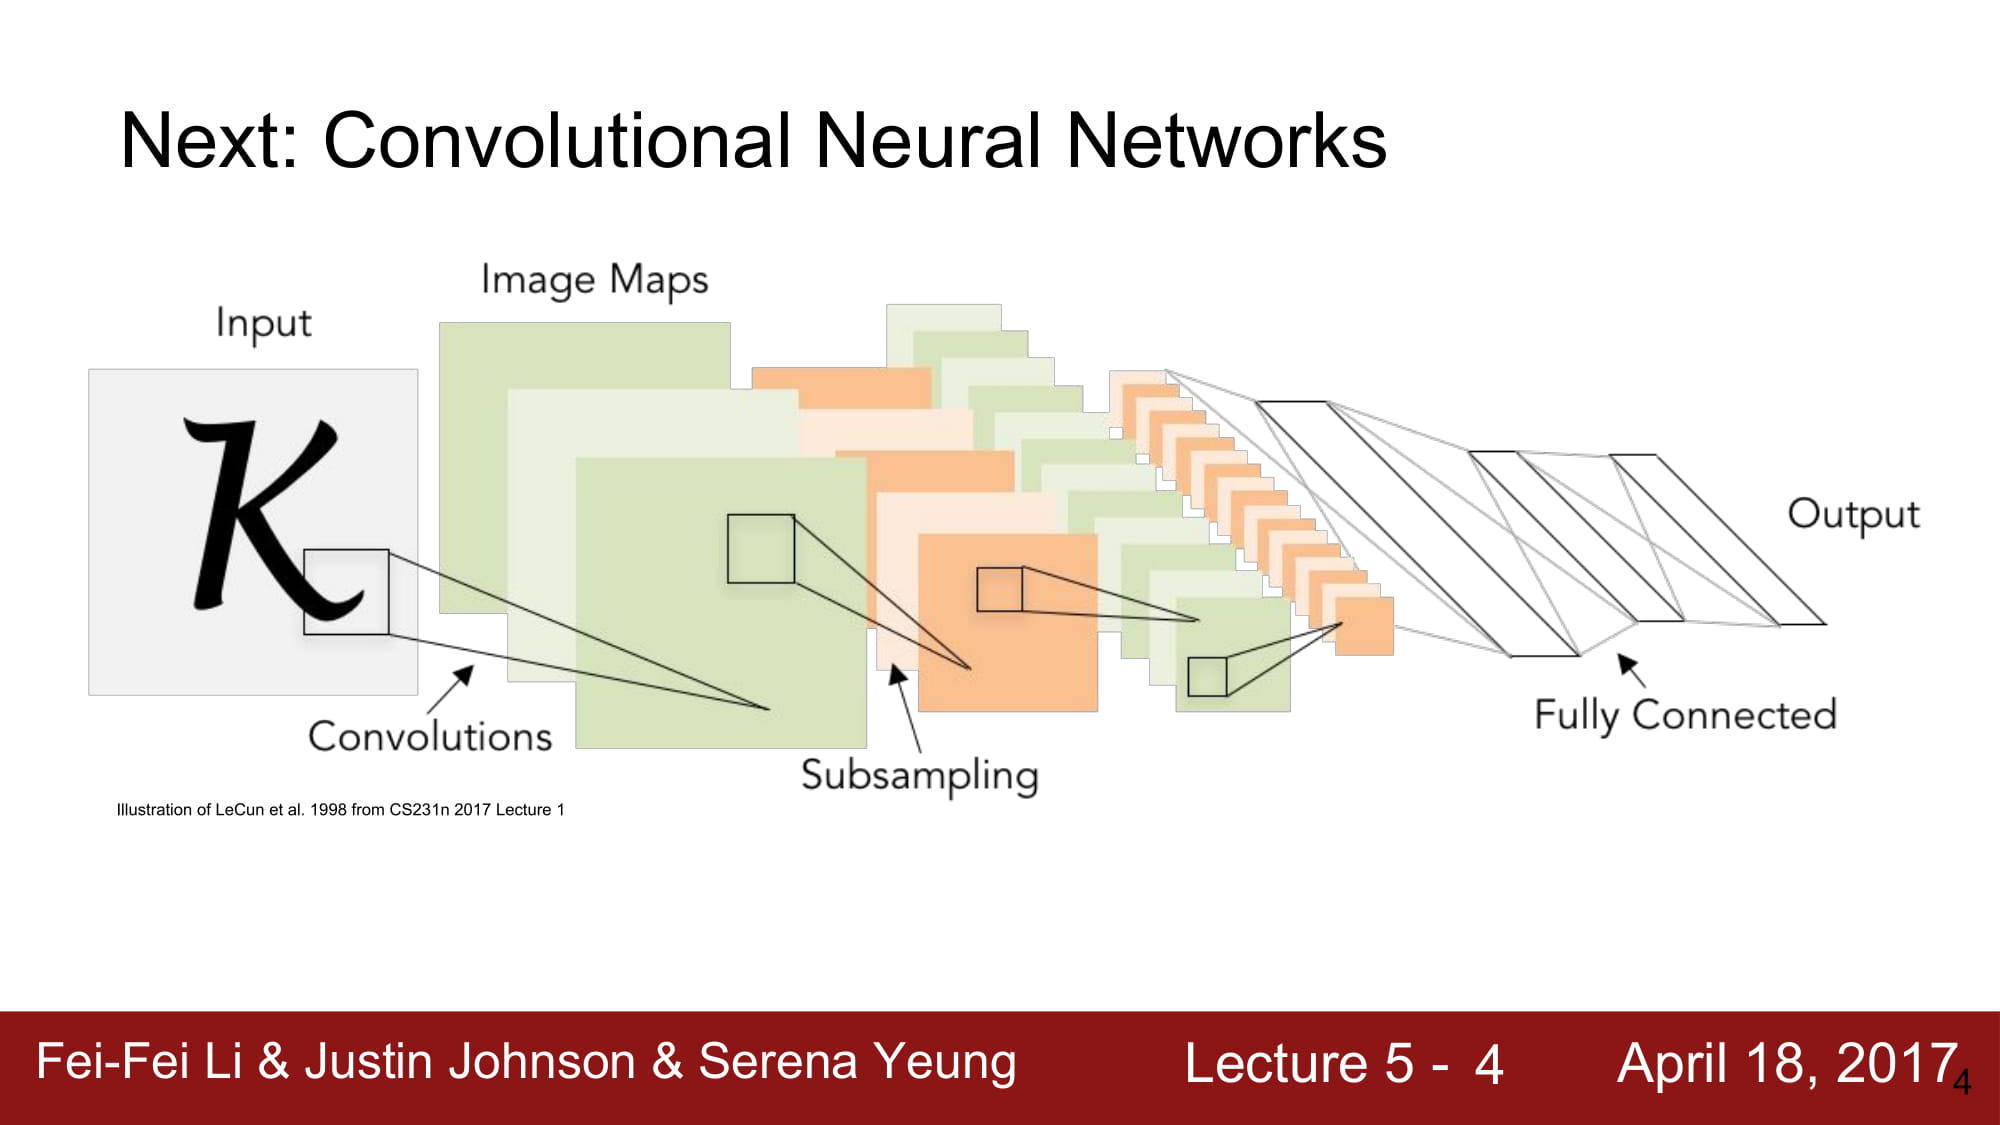 Next: Convolutional Neural Networks
Image Maps
Input
K
Output
Fully Connected
Convolutions
Subsampling
Illustration of LeCun et al. 1998 from CS231n 2017 Lecture 1
Fei-Fei Li & Justin Johnson & Serena Yeung
Lecture 5 - 4
April 18, 2017
4